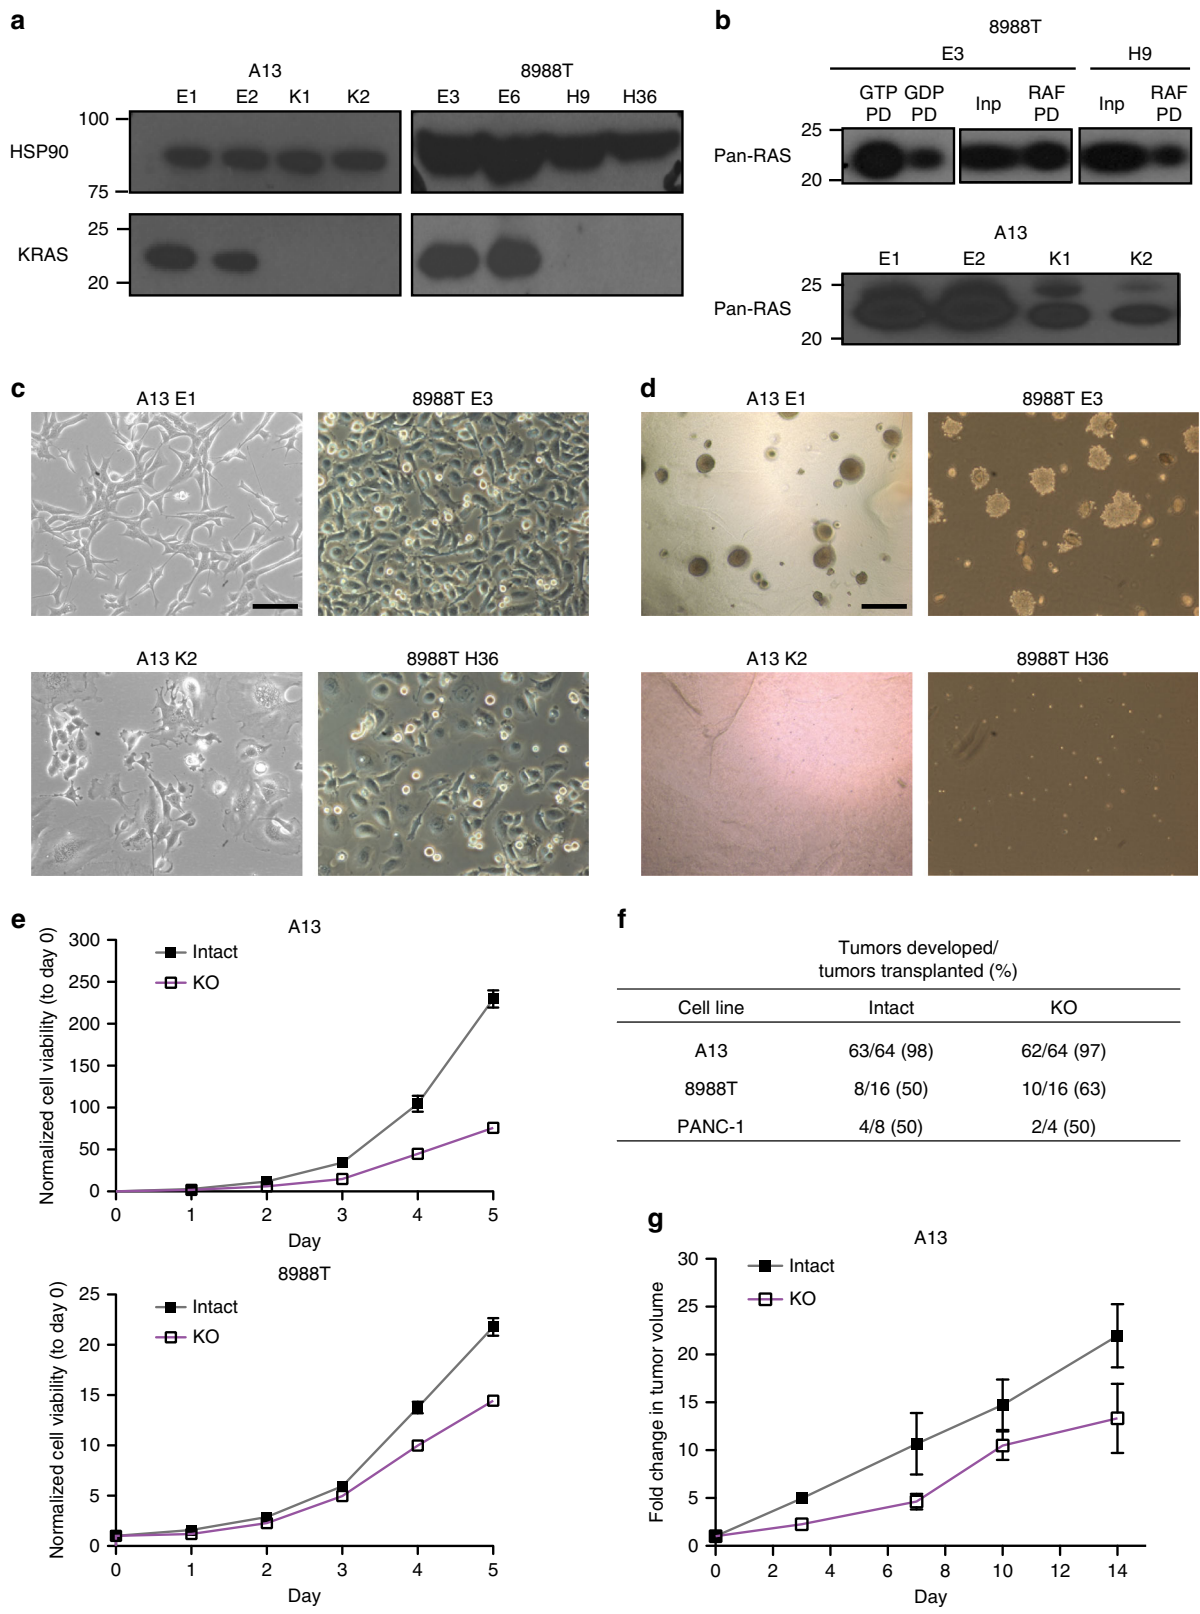 a
A13
8988T
E1 E2 K1 K2
E3 E6 H9 H36
100
HSP90
75
25
KRAS
20
b
8988T
E3
H9
GTP PD
GDP PD
Inp
RAF PD
Inp
RAF PD
25
Pan-RAS
20
A13
E1 E2 K1 K2
25
Pan-RAS
20
c
A13 E1
8988T E3
A13 K2
8988T H36
d
A13 E1
8988T E3
A13 K2
8988T H36
e
A13
Normalized cell viability (to day 0)
300
250
200
150
100
50
0
Intact
KO
0 1 2 3 4 5
Day
8988T
Normalized cell viability (to day 0)
25
20
15
10
5
0
Intact
KO
0 1 2 3 4 5
Day
f
Tumors developed/
tumors transplanted (%)
Cell line Intact KO
A13 63/64 (98) 62/64 (97)
8988T 8/16 (50) 10/16 (63)
PANC-1 4/8 (50) 2/4 (50)
g
A13
Fold change in tumor volume
30
25
20
15
10
5
0
Intact
KO
0 2 4 6 8 10 12 14
Day